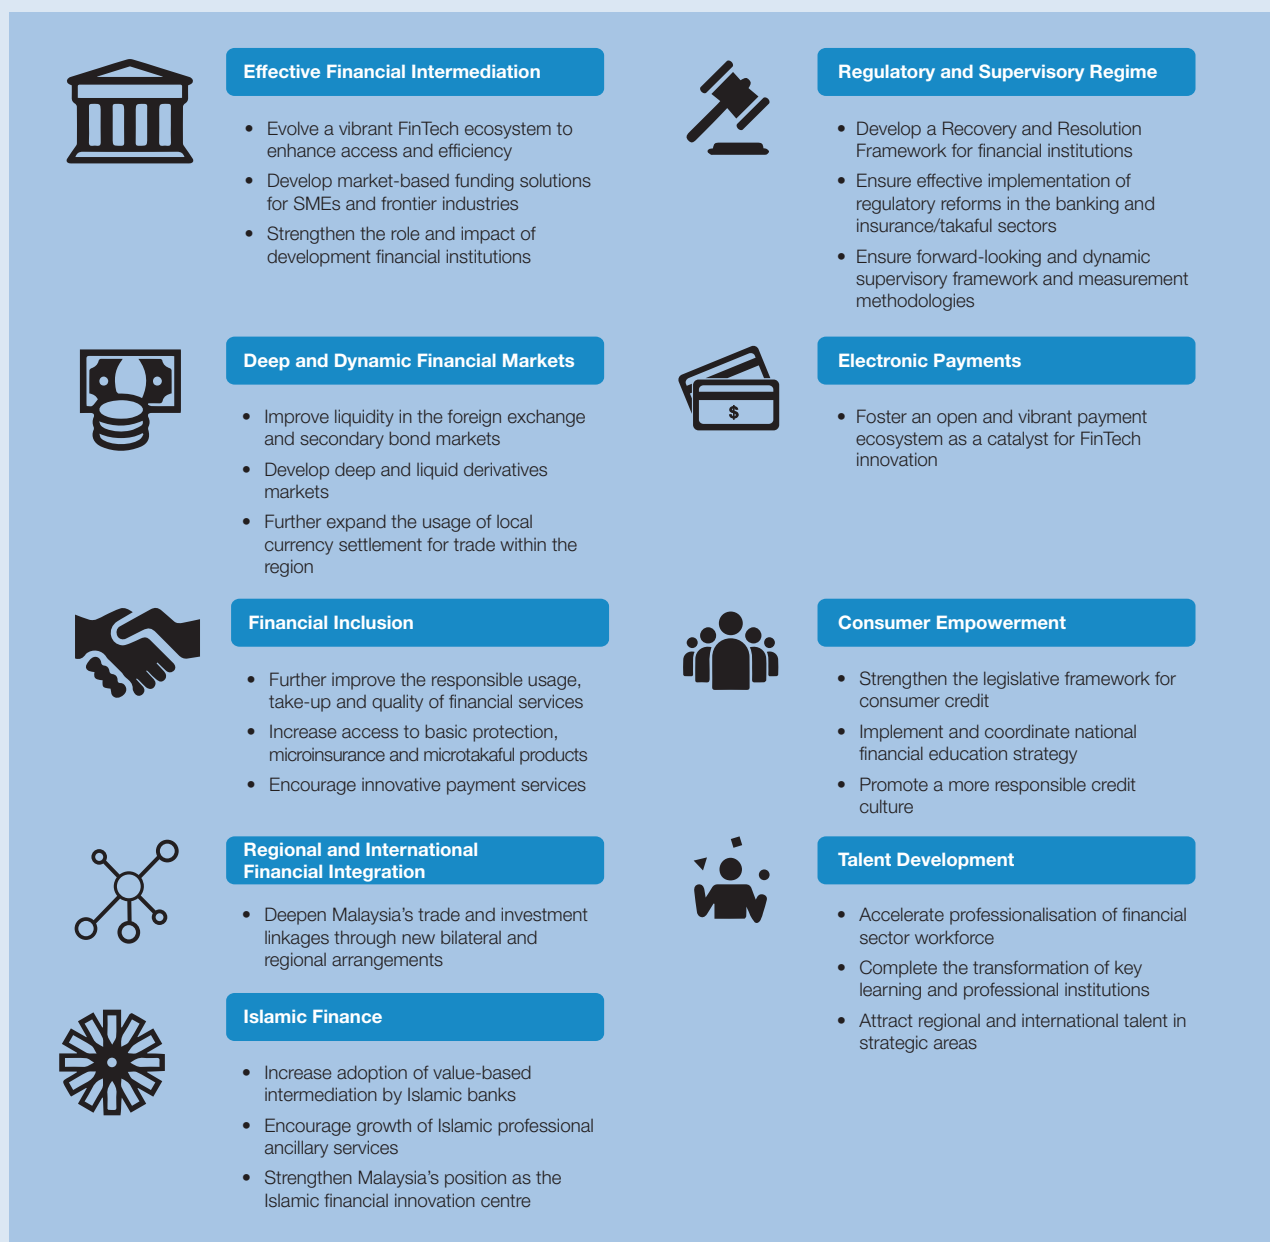 Effective Financial Intermediation
• Evolve a vibrant FinTech ecosystem to
enhance access and efficiency
• Develop market-based funding solutions
for SMEs and frontier industries
• Strengthen the role and impact of
development financial institutions
Deep and Dynamic Financial Markets
• Improve liquidity in the foreign exchange
and secondary bond markets
• Develop deep and liquid derivatives
markets
• Further expand the usage of local
currency settlement for trade within the
region
Financial Inclusion
• Further improve the responsible usage,
take-up and quality of financial services
• Increase access to basic protection,
microinsurance and microtakaful products
• Encourage innovative payment services
Regional and International
Financial Integration
• Deepen Malaysia’s trade and investment
linkages through new bilateral and
regional arrangements
Islamic Finance
• Increase adoption of value-based
intermediation by Islamic banks
• Encourage growth of Islamic professional
ancillary services
• Strengthen Malaysia’s position as the
Islamic financial innovation centre
Regulatory and Supervisory Regime
• Develop a Recovery and Resolution
Framework for financial institutions
• Ensure effective implementation of
regulatory reforms in the banking and
insurance/takaful sectors
• Ensure forward-looking and dynamic
supervisory framework and measurement
methodologies
$
Electronic Payments
• Foster an open and vibrant payment
ecosystem as a catalyst for FinTech
innovation
Consumer Empowerment
• Strengthen the legislative framework for
consumer credit
• Implement and coordinate national
financial education strategy
• Promote a more responsible credit
culture
Talent Development
• Accelerate professionalisation of financial
sector workforce
• Complete the transformation of key
learning and professional institutions
• Attract regional and international talent in
strategic areas